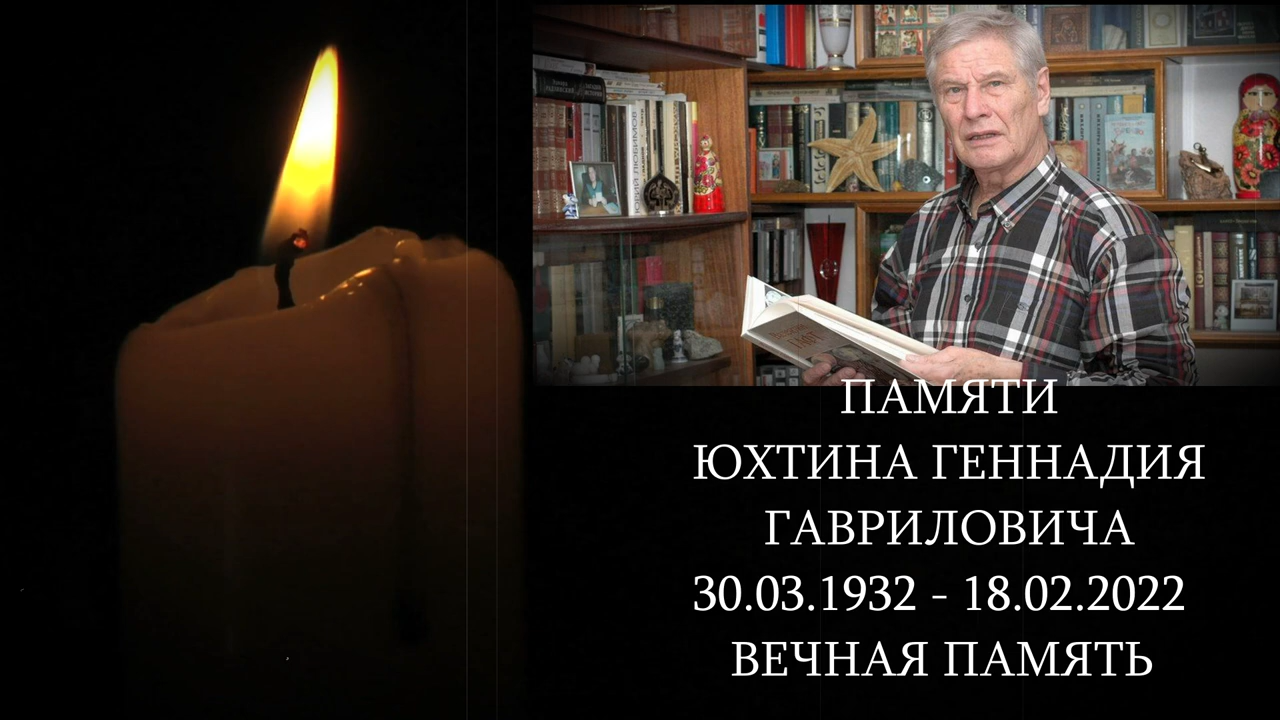 ПАМЯТИ
ЮХТИНА ГЕННАДИЯ
ГАВРИЛОВИЧА
30.03.1932 - 18.02.2022
ВЕЧНАЯ ПАМЯТЬ